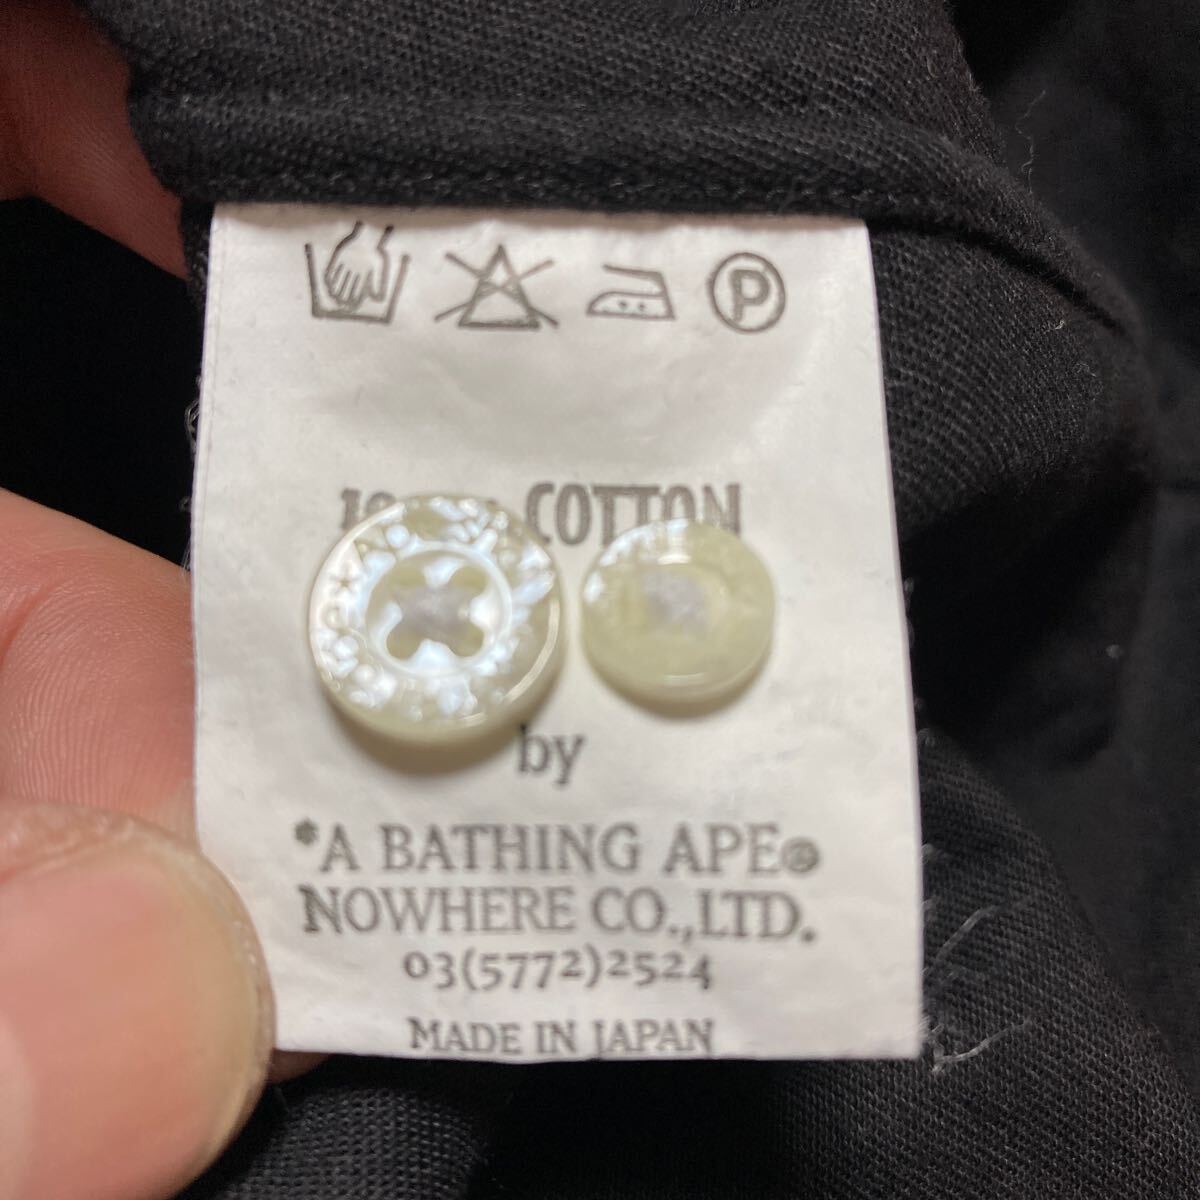 P
COTTON
by
*A BATHING APE®
NOWHERE CO.,LTD.
03(5772)2524
MADE IN JAPAN